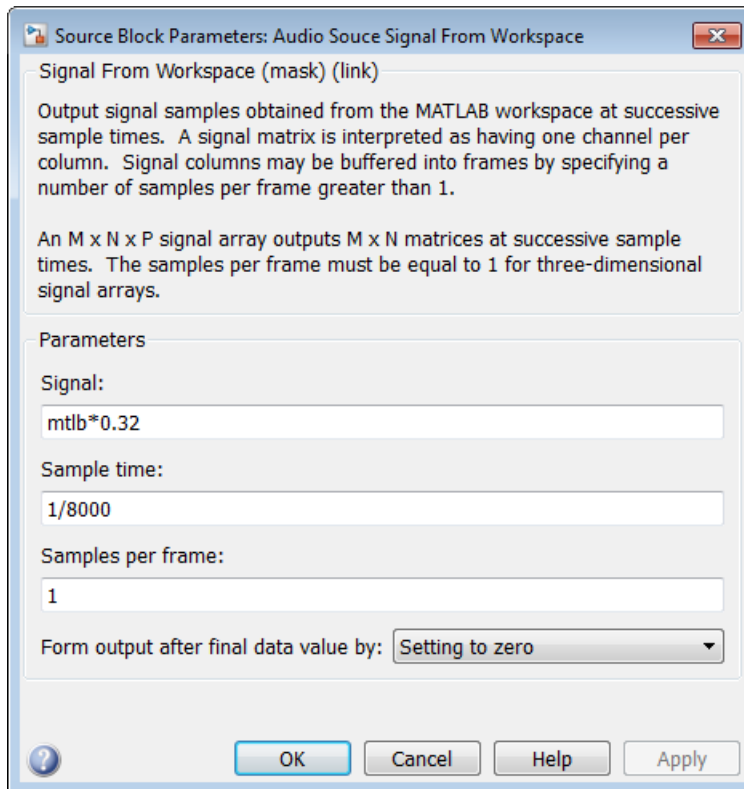 Source Block Parameters: Audio Souce Signal From Workspace
Signal From Workspace (mask) (link)
Output signal samples obtained from the MATLAB workspace at successive
sample times.  A signal matrix is interpreted as having one channel per
column.  Signal columns may be buffered into frames by specifying a
number of samples per frame greater than 1.
An M x N x P signal array outputs M x N matrices at successive sample
times.  The samples per frame must be equal to 1 for three-dimensional
signal arrays.
Parameters
Signal:
mtlb*0.32
Sample time:
1/8000
Samples per frame:
1
Form output after final data value by: Setting to zero
? OK Cancel Help Apply